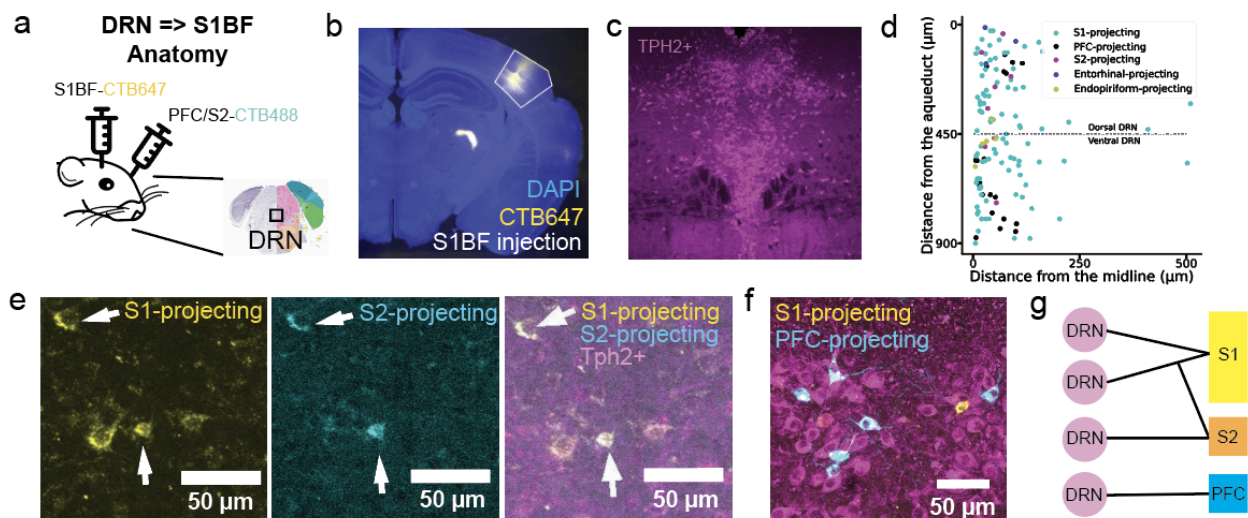 a
DRN => S1BF
Anatomy
S1BF-CTB647
PFC/S2-CTB488
DRN
b
DAPI
CTB647
S1BF injection
c
TPH2+
d
Distance from the aqueduct (µm)
0
450
900
S1-projecting
PFC-projecting
S2-projecting
Entorhinal-projecting
Endopiriform-projecting
Dorsal DRN
Ventral DRN
0
250
500
Distance from the midline (µm)
e
S1-projecting
50 µm
S2-projecting
50 µm
S1-projecting
S2-projecting
Tph2+
50 µm
f
S1-projecting
PFC-projecting
50 µm
g
DRN
S1
DRN
DRN
S2
DRN
PFC